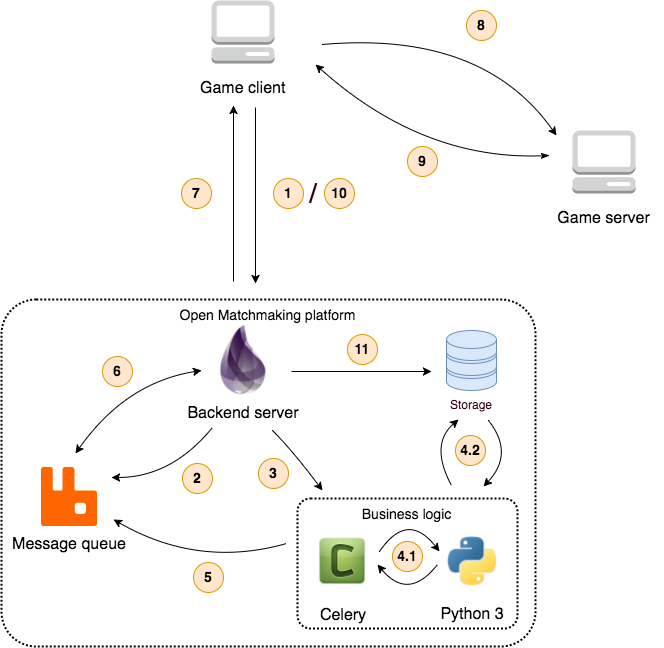 8
Game client
9
7
1 / 10
Game server
Open Matchmaking platform
11
6
Backend server
Storage
4.2
2
3
Business logic
Message queue
C
4.1
5
Celery
Python 3